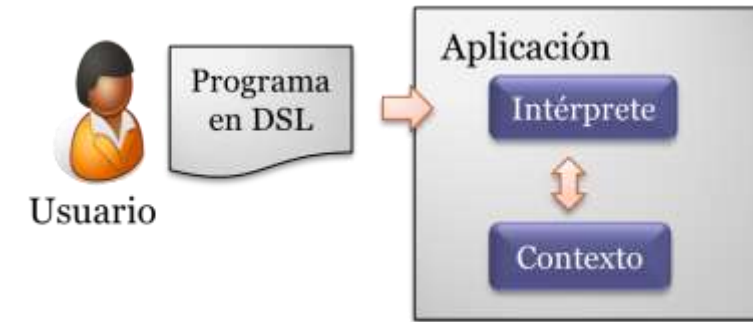 Usuario
Programa
en DSL
Aplicación
Intérprete
Contexto